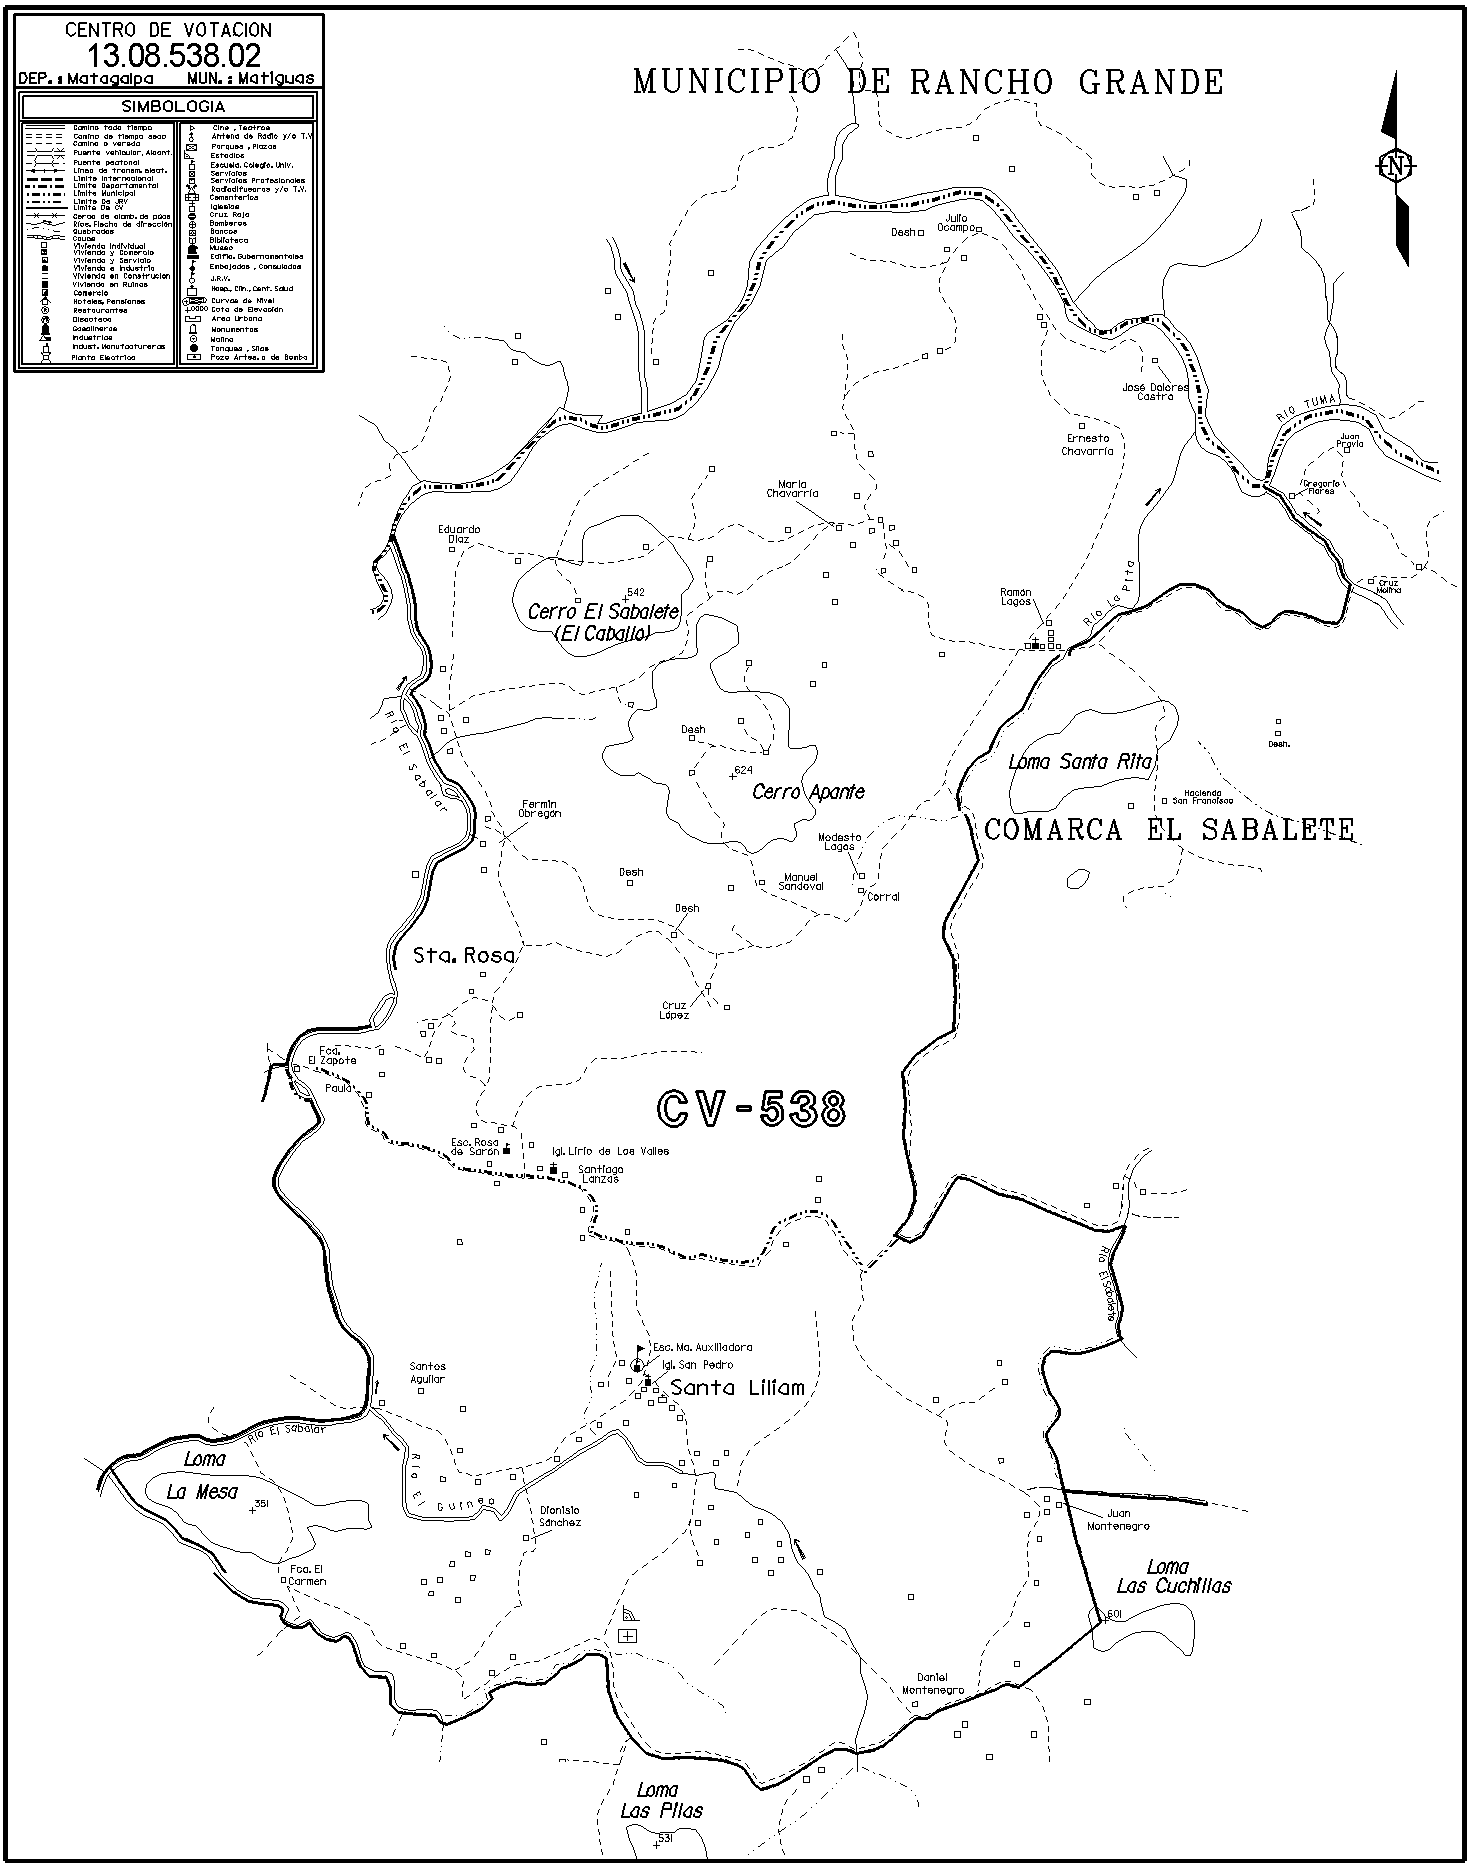 CENTRO DE VOTACION
13.08.538.02
DEP.: Matagalpa MUN.: Matiguas
SIMBOLOGIA
Camino todo tiempo
Camino de tiempo seco
Camino o vereda
Puente vehicular, Alcant.
Puente peatonal
Linea de transm. elect.
Limite Internacional
Limite Departamental
Limite Municipal
Limite De JRV
Limite De CV
Cerco de alamb. de púas
Ríos, Flecha de dirección
Quebradas
Cauce
Vivienda Individual
Vivienda y Comercio
Vivienda y Servicio
Vivienda e Industria
Vivienda en Construcion
Vivienda en Ruinas
Comercio
Hoteles, Pensiones
Restaurantes
Discoteca
Gasolineras
Industrias
Indust. Manufactureras
Planta Electrica
Cine, Teatros
Antena de Radio y/o T.V
Parques, Plazas
Estadios
Escuela, Colegio, Univ.
Servicios
Servicios Profesionales
Radiodifusoras y/o T.V.
Cementerios
Iglesias
Cruz Roja
Bomberos
Bancos
Biblioteca
Museo
Edific. Gubernamentales
Embajadas, Consulados
J.R.V.
Hosp., Clin., Cent. Salud
Curvas de Nivel
Cota de Elevación
Area Urbana
Monumentos
Molino
Tanques, Silos
Pozo Artes. o de Bomba
MUNICIPIO DE RANCHO GRANDE
N
Julio
Ocampo
Desh
José Dolores
Castro
RIO TUMA
Juan
Pravia
Ernesto
Chavarría
Gregorio
Flores
María
Chavarría
Eduardo
Díaz
Río La Pita
Cruz
Molina
542
Cerro El Sabalete
(El Caballo)
Ramón
Lagos
Río El Sabalar
Desh
624
Cerro Apante
Loma Santa Rita
Desh.
Hacienda
San Francisco
COMARCA EL SABALETE
Fermín
Obregón
Modesto
Lagos
Desh
Manuel
Sandoval
Corral
Desh
Sta. Rosa
Cruz
López
Fca.
El Zapote
Paula
CV-538
Esc. Rosa
de Sarón
Igl. Lirio de Los Valles
Santiago
Lanzas
Río El Sabalete
Esc. Ma. Auxiliadora
Igl. San Pedro
Santa Liliam
Santos
Aguilar
Río El Sabalar
Loma
La Mesa
351
Río El Guineo
Dionisio
Sánchez
Juan
Montenegro
Fca. El
Carmen
Loma
Las Cuchillas
601
Daniel
Montenegro
Loma
Las Pilas
531